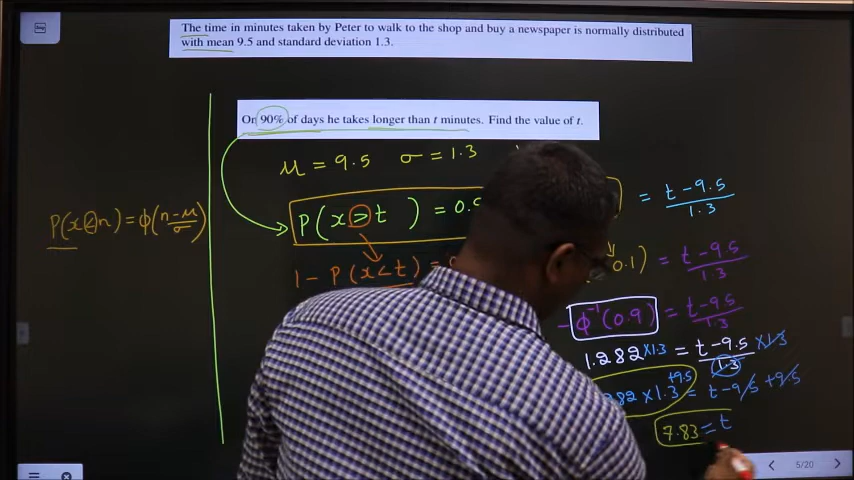 The time in minutes taken by Peter to walk to the shop and buy a newspaper is normally distributed
with mean 9.5 and standard deviation 1.3.
On 90% of days he takes longer than t minutes. Find the value of t.
μ = 9.5 σ = 1.3
P(x > t ) = 0.9
1 - P(x < t) =
P(x < n) = φ(n-μ/σ)
= t-9.5/1.3
0.1) = t-9.5/1.3
-φ⁻¹(0.9) = t-9.5/1.3
1.282 ×1.3 = t-9.5/1.3 ×1.3
82 × 1.3 +9.5 = t-9.5 +9.5
7.83 = t
5/20